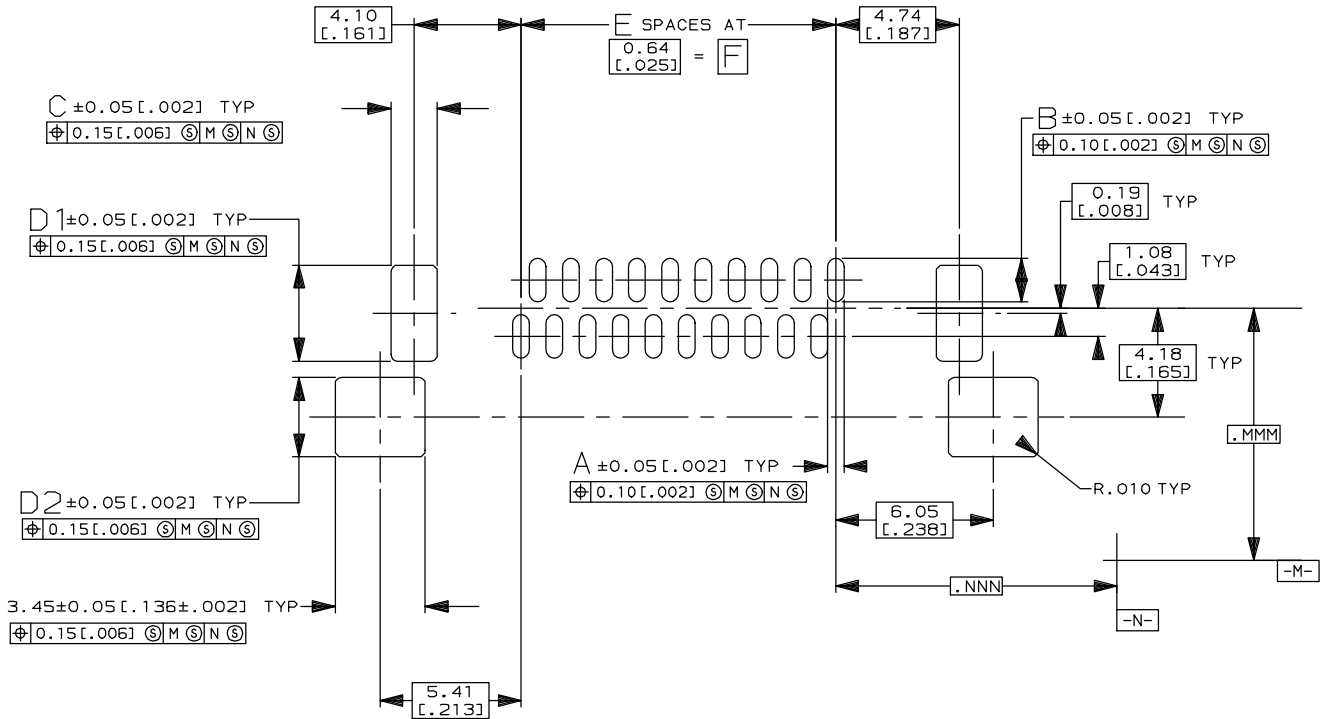 4.10
[.161]
E SPACES AT
0.64
[.025] = F
4.74
[.187]
C ±0.05[.002] TYP
⌖ 0.15[.006] Ⓢ M Ⓢ N Ⓢ
B ±0.05[.002] TYP
⌖ 0.10[.002] Ⓢ M Ⓢ N Ⓢ
0.19
[.008] TYP
D1±0.05[.002] TYP
⌖ 0.15[.006] Ⓢ M Ⓢ N Ⓢ
1.08
[.043] TYP
4.18
[.165] TYP
.MMM
A ±0.05[.002] TYP
⌖ 0.10[.002] Ⓢ M Ⓢ N Ⓢ
R.010 TYP
D2±0.05[.002] TYP
⌖ 0.15[.006] Ⓢ M Ⓢ N Ⓢ
6.05
[.238]
-M-
.NNN
-N-
3.45±0.05[.136±.002] TYP
⌖ 0.15[.006] Ⓢ M Ⓢ N Ⓢ
5.41
[.213]